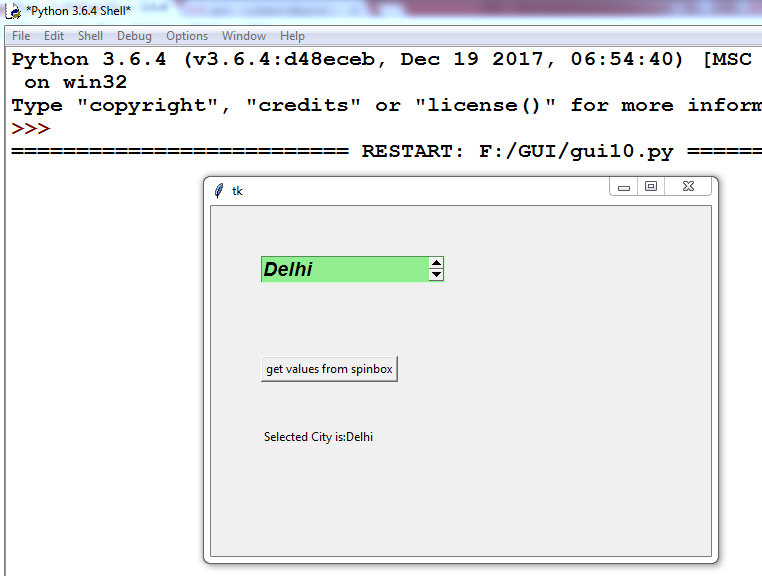 *Python 3.6.4 Shell*
File Edit Shell Debug Options Window Help
Python 3.6.4 (v3.6.4:d48eceb, Dec 19 2017, 06:54:40) [MSC
on win32
Type "copyright", "credits" or "license()" for more inform
>>>
=========================== RESTART: F:/GUI/gui10.py ======
tk
Delhi
get values from spinbox
Selected City is:Delhi